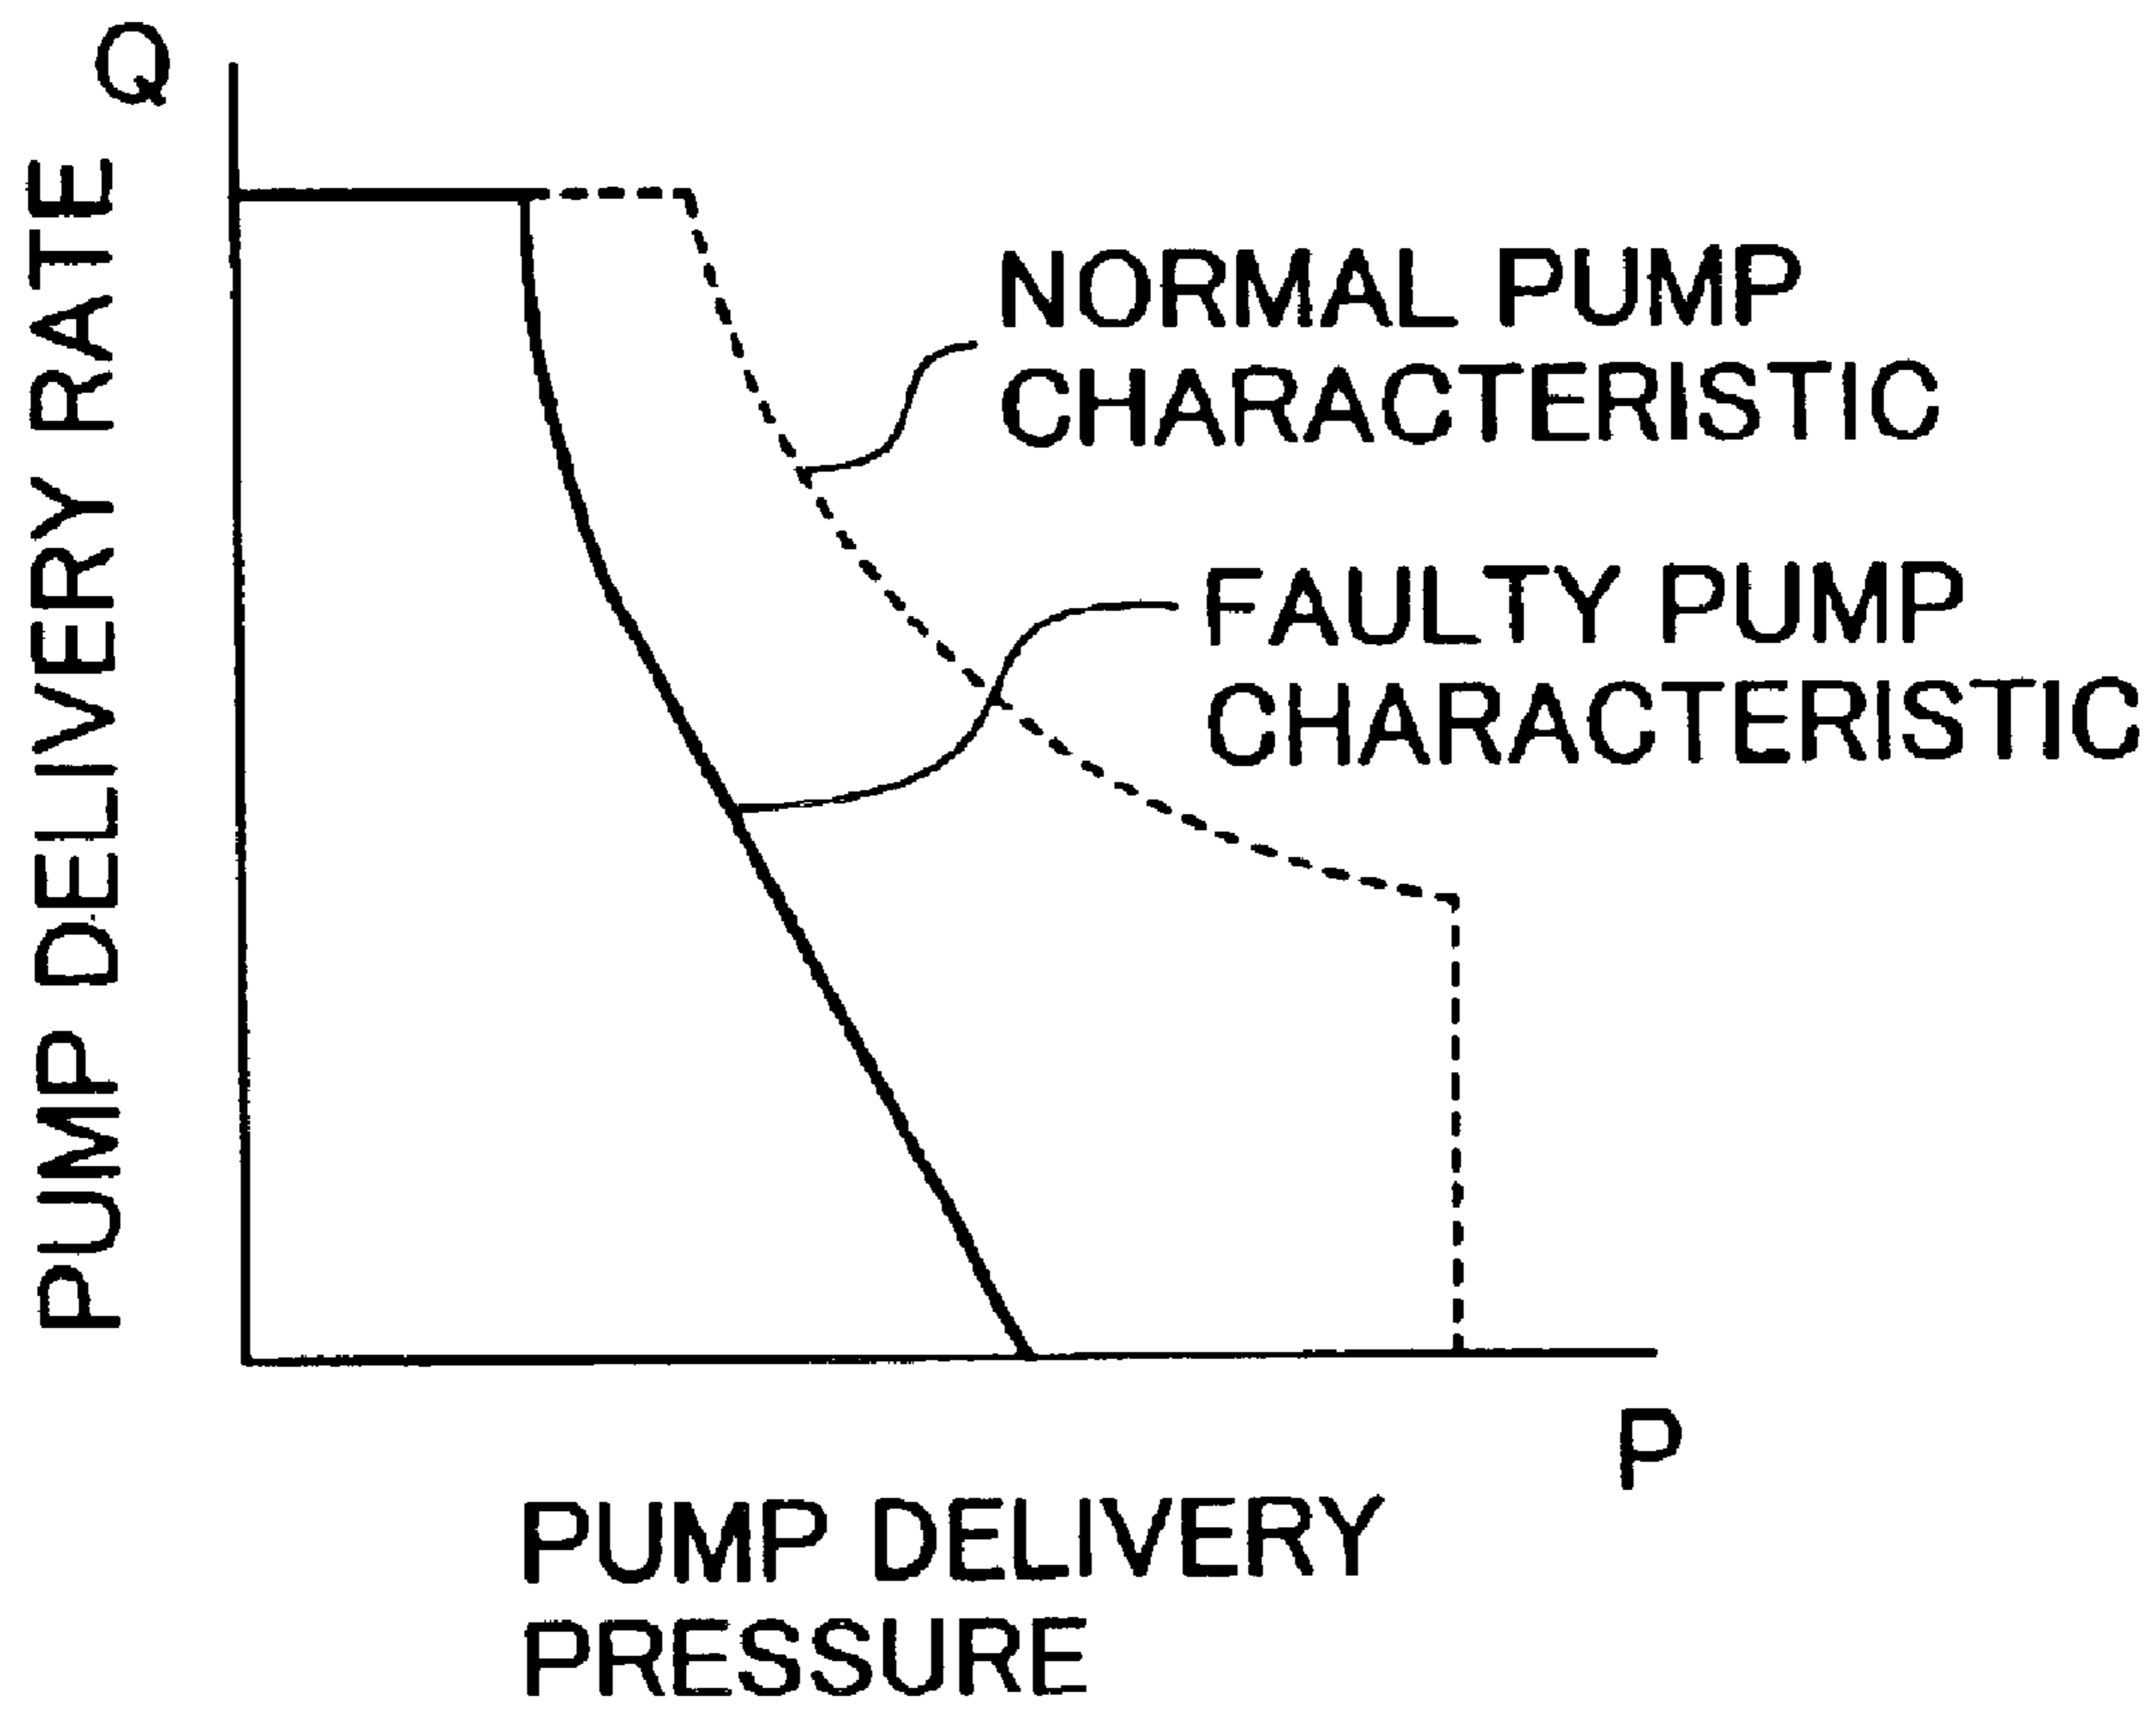 Q
PUMP DELIVERY RATE
NORMAL PUMP
CHARACTERISTIC
FAULTY PUMP
CHARACTERISTIC
P
PUMP DELIVERY
PRESSURE